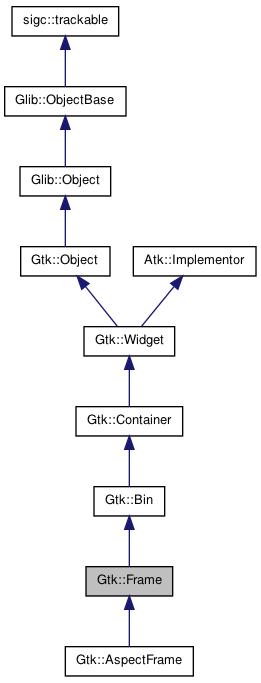 sigc::trackable
Glib::ObjectBase
Glib::Object
Gtk::Object
Atk::Implementor
Gtk::Widget
Gtk::Container
Gtk::Bin
Gtk::Frame
Gtk::AspectFrame